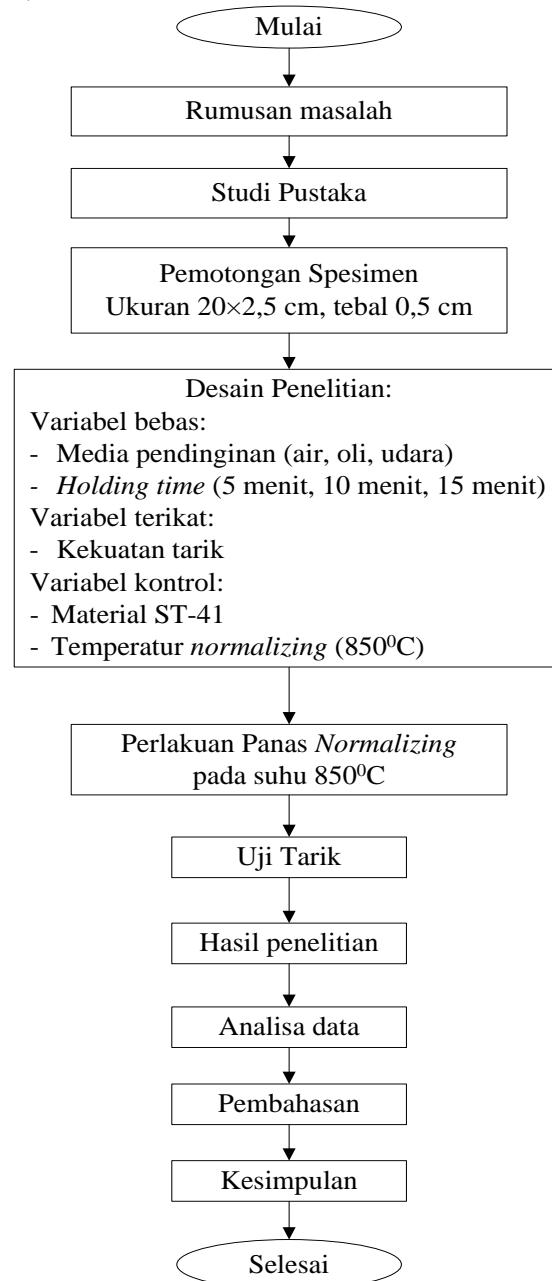 Mulai
Rumusan masalah
Studi Pustaka
Pemotongan Spesimen
Ukuran 20×2,5 cm, tebal 0,5 cm
Desain Penelitian:
Variabel bebas:
- Media pendinginan (air, oli, udara)
- Holding time (5 menit, 10 menit, 15 menit)
Variabel terikat:
- Kekuatan tarik
Variabel kontrol:
- Material ST-41
- Temperatur normalizing (850⁰C)
Perlakuan Panas Normalizing
pada suhu 850⁰C
Uji Tarik
Hasil penelitian
Analisa data
Pembahasan
Kesimpulan
Selesai